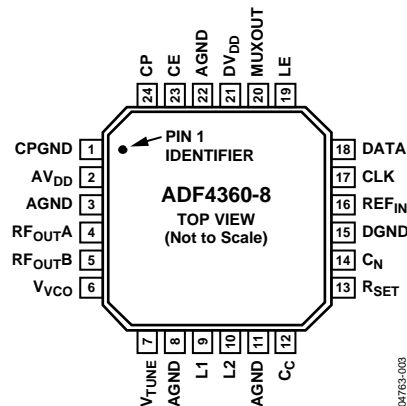 CP
CE
AGND
DVDD
MUXOUT
LE
24
23
22
21
20
19
CPGND 1
AVDD 2
AGND 3
RFOUTA 4
RFOUTB 5
VVCO 6
PIN 1
IDENTIFIER
ADF4360-8
TOP VIEW
(Not to Scale)
18 DATA
17 CLK
16 REFIN
15 DGND
14 CN
13 RSET
7
8
9
10
11
12
VTUNE
AGND
L1
L2
AGND
CC
04763-003